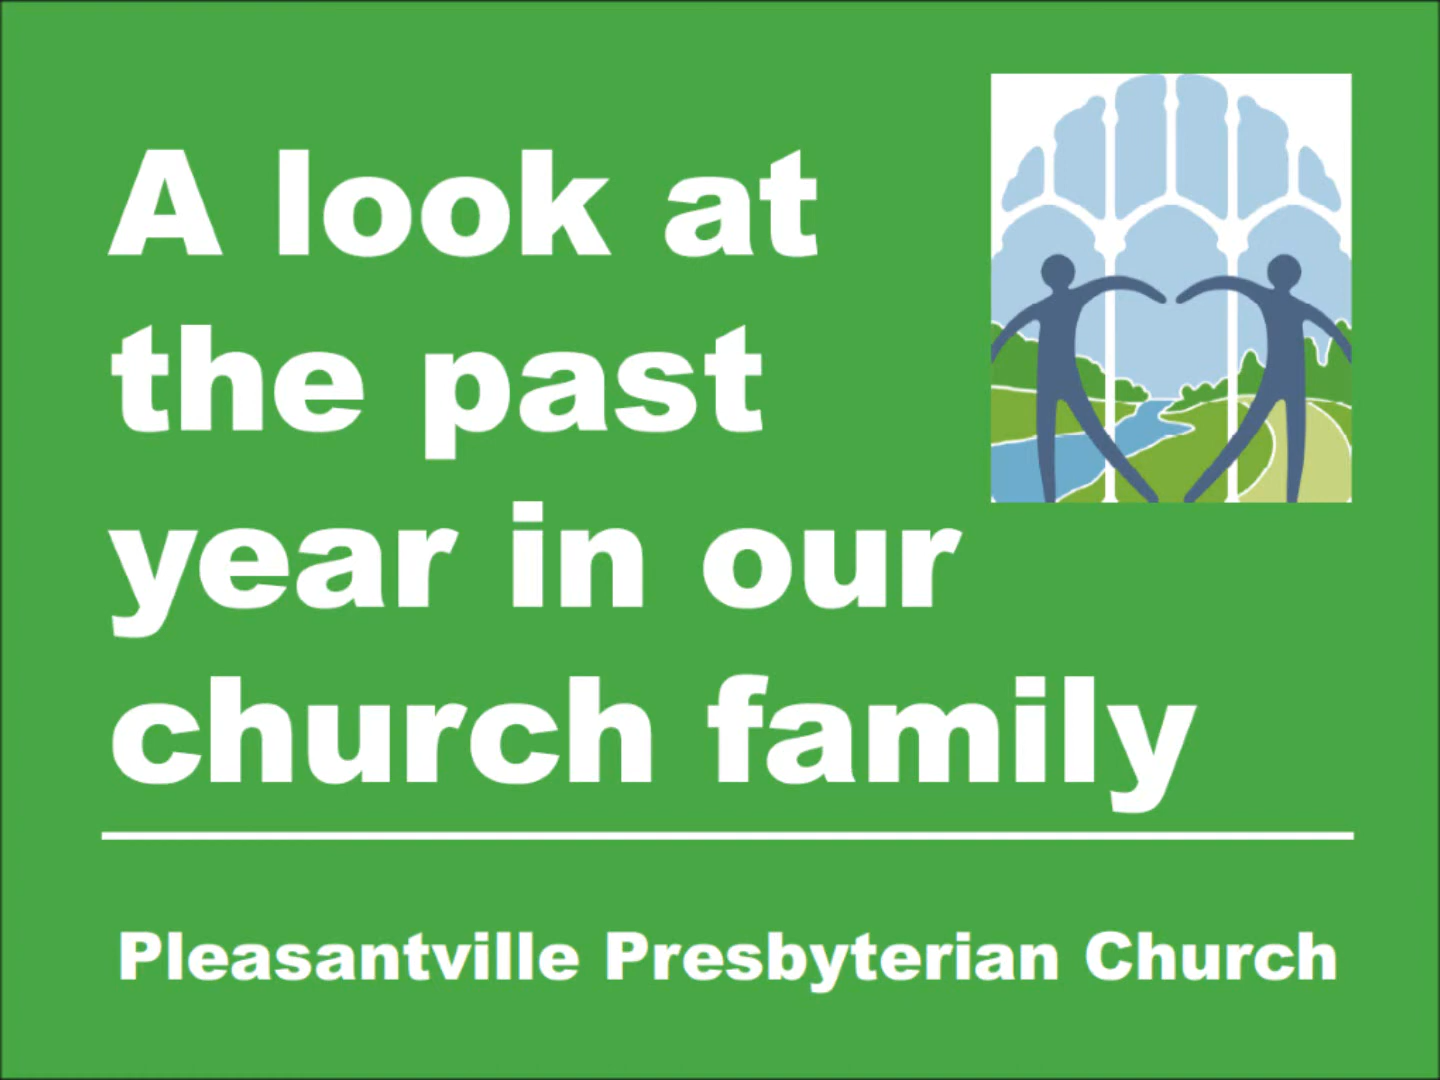 A look at
the past
year in our
church family
Pleasantville Presbyterian Church